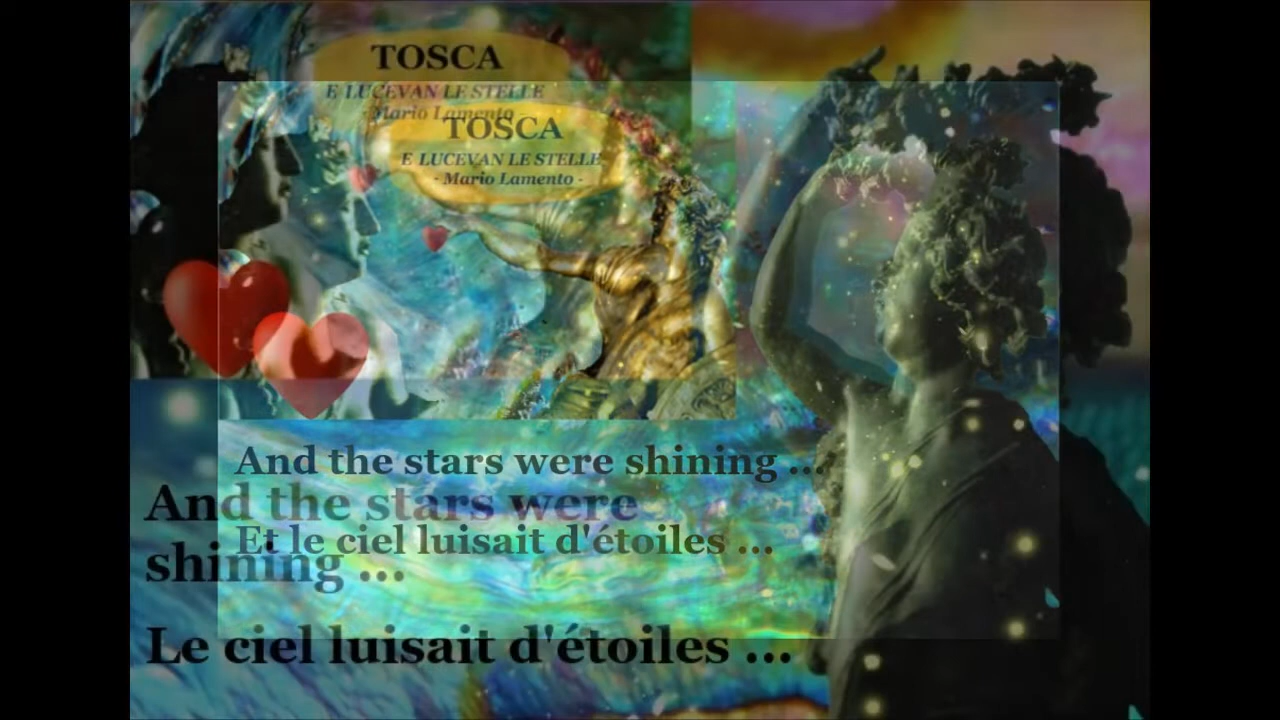 TOSCA
E LUCEVAN LE STELLE
- Mario Lamento -
TOSCA
E LUCEVAN LE STELLE
- Mario Lamento -
And the stars were shining ...
And the stars were
Et le ciel luisait d'étoiles ...
shining ...
Le ciel luisait d'étoiles ...